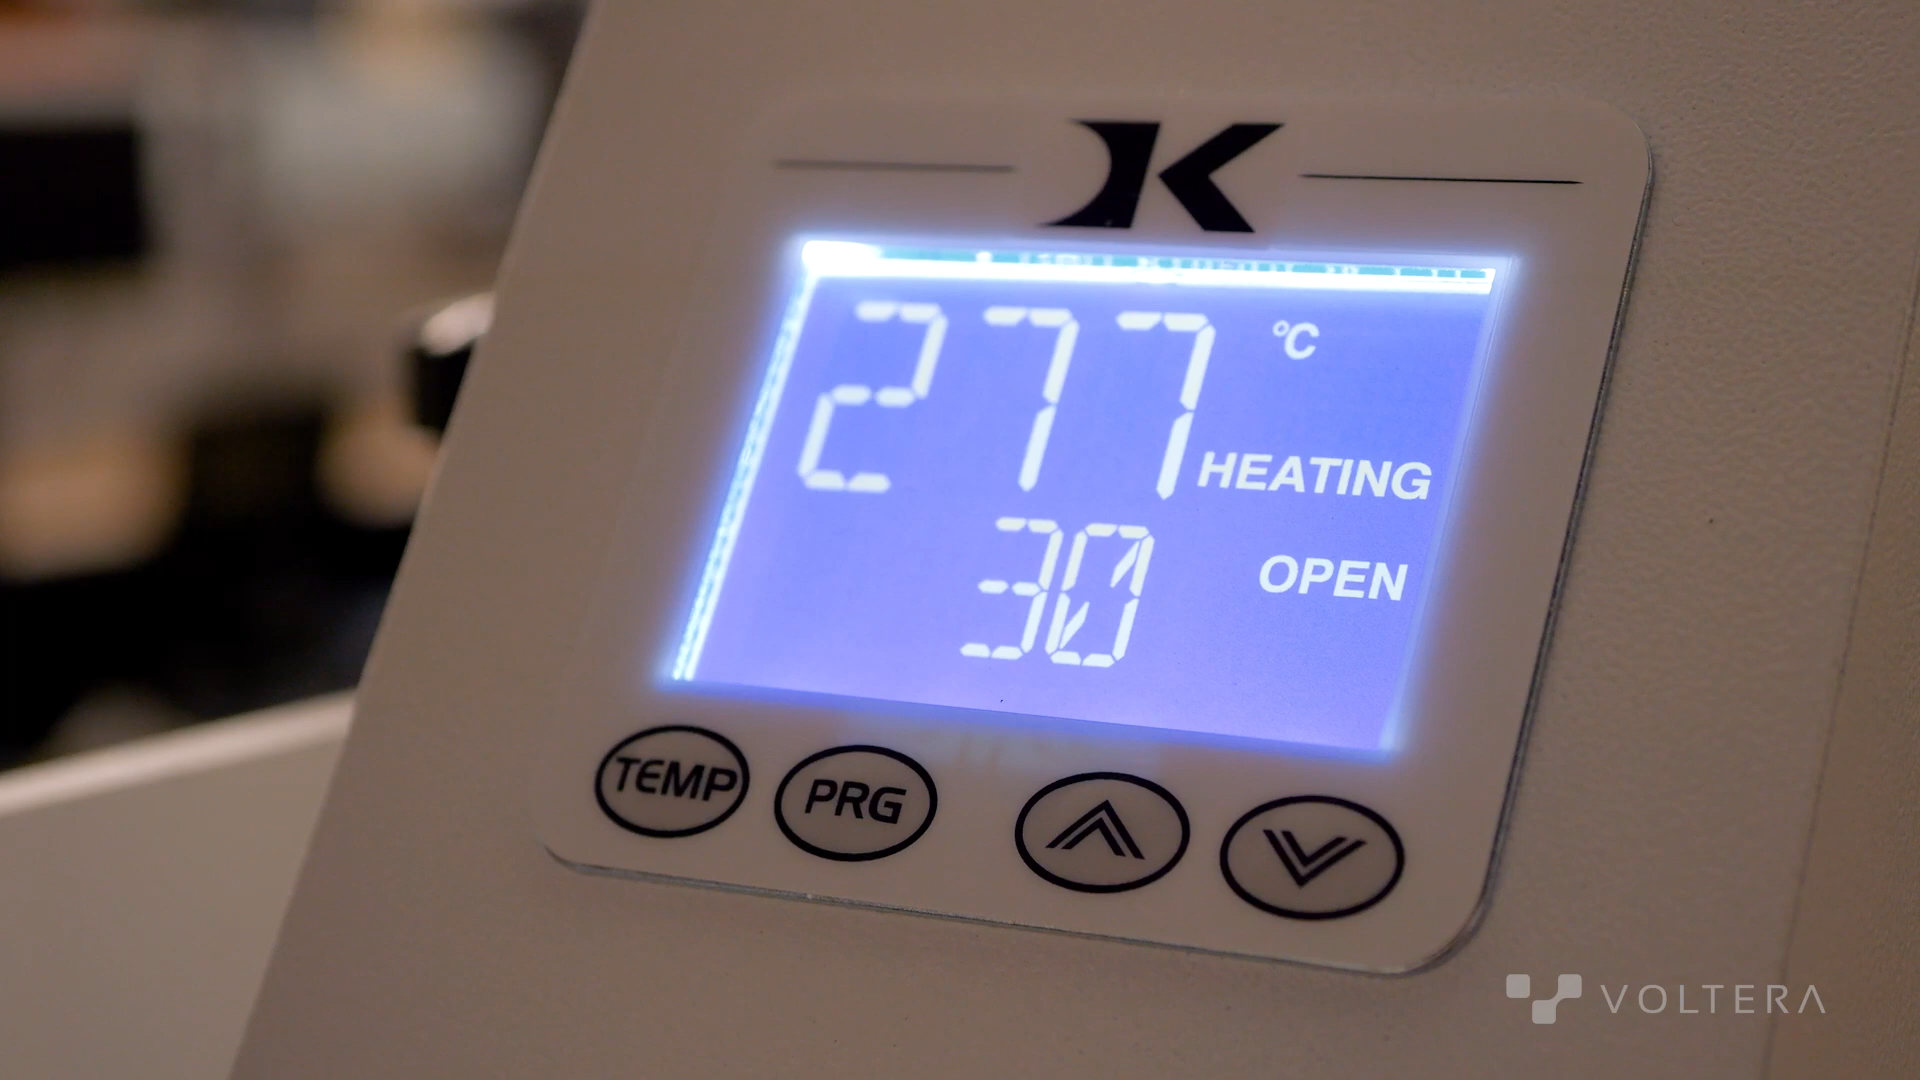 K
277 °C
HEATING
30 OPEN
TEMP PRG
VOLTERA